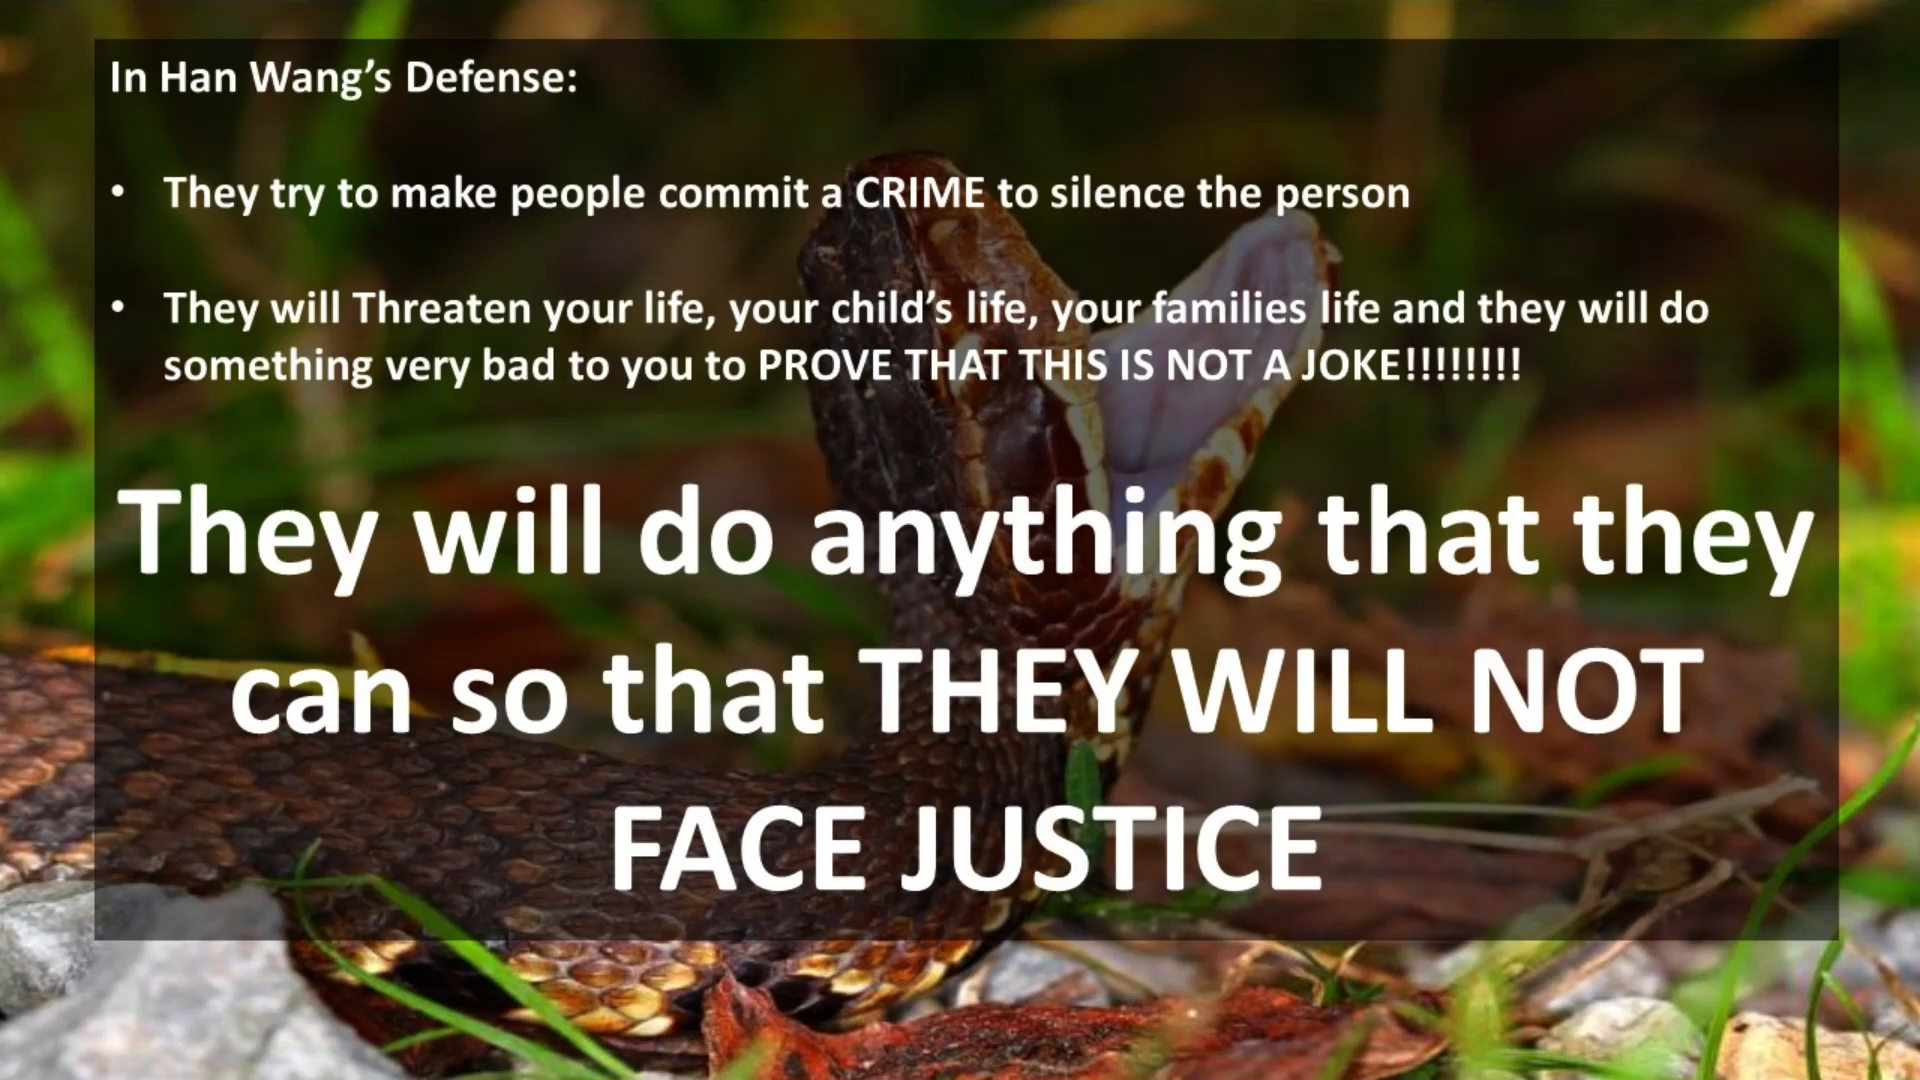 In Han Wang’s Defense:
• They try to make people commit a CRIME to silence the person
• They will Threaten your life, your child’s life, your families life and they will do
something very bad to you to PROVE THAT THIS IS NOT A JOKE!!!!!!!!
They will do anything that they
can so that THEY WILL NOT
FACE JUSTICE